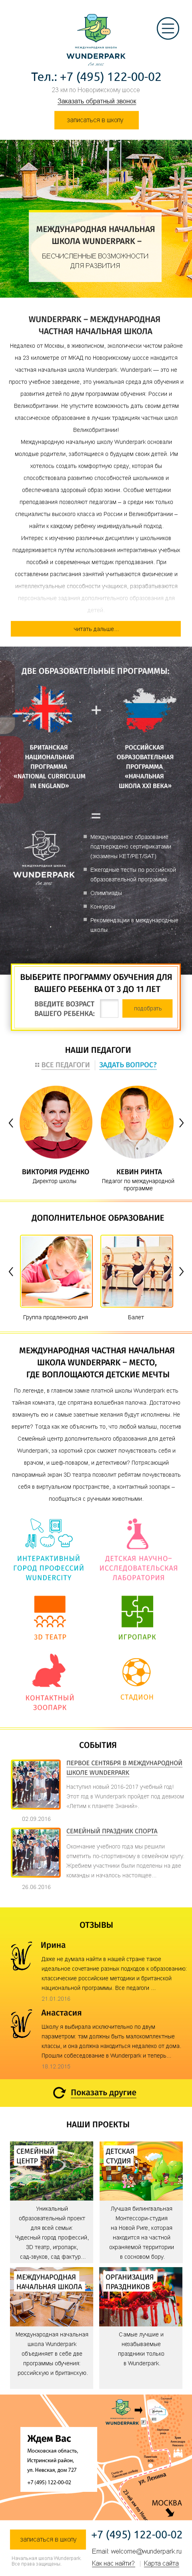 МЕЖДУНАРОДНАЯ ШКОЛА
WUNDERPARK
Тел.: +7 (495) 122-00-02
23 км по Новорижскому шоссе
Заказать обратный звонок
записаться в школу
МЕЖДУНАРОДНАЯ НАЧАЛЬНАЯ
ШКОЛА WUNDERPARK –
БЕСЧИСЛЕННЫЕ ВОЗМОЖНОСТИ
ДЛЯ РАЗВИТИЯ
WUNDERPARK – МЕЖДУНАРОДНАЯ
ЧАСТНАЯ НАЧАЛЬНАЯ ШКОЛА
Недалеко от Москвы, в живописном, экологически чистом районе
на 23 километре от МКАД по Новорижскому шоссе находится
частная начальная школа Wunderpark. Wunderpark — это не
просто учебное заведение, это уникальная среда для обучения и
развития детей по двум программам обучения: России и
Великобритании. Не упустите возможность дать своим детям
классическое образование в лучших традициях частных школ
Великобритании!
Международную начальную школу Wunderpark основали
молодые родители, заботящиеся о будущем своих детей. Им
хотелось создать комфортную среду, которая бы
способствовала развитию способностей школьников и
обеспечивала здоровый образ жизни. Особые методики
преподавания позволяют педагогам — а среди них только
специалисты высокого класса из России и Великобритании –
найти к каждому ребенку индивидуальный подход.
Интерес к изучению различных дисциплин у школьников
поддерживается путём использования интерактивных учебных
пособий и современных методик преподавания. При
составлении расписания занятий учитываются физические и
интеллектуальные способности учащихся, разрабатываются
персональные задания дополнительного образования для
детей.
читать дальше...
ДВЕ ОБРАЗОВАТЕЛЬНЫЕ ПРОГРАММЫ:
+
БРИТАНСКАЯ
НАЦИОНАЛЬНАЯ
ПРОГРАММА
«NATIONAL CURRICULUM
IN ENGLAND»
РОССИЙСКАЯ
ОБРАЗОВАТЕЛЬНАЯ
ПРОГРАММА
«НАЧАЛЬНАЯ
ШКОЛА XXI ВЕКА»
=
WUNDERPARK
Международное образование
подтверждено сертификатами
(экзамены KET/PET/SAT)
Ежегодные тесты по российской
образовательной программе
Олимпиады
Конкурсы
Рекомендации в международные
школы
ВЫБЕРИТЕ ПРОГРАММУ ОБУЧЕНИЯ ДЛЯ
ВАШЕГО РЕБЕНКА ОТ 3 ДО 11 ЛЕТ
ВВЕДИТЕ ВОЗРАСТ
ВАШЕГО РЕБЕНКА:
подобрать
НАШИ ПЕДАГОГИ
ВСЕ ПЕДАГОГИ
ЗАДАТЬ ВОПРОС?
ВИКТОРИЯ РУДЕНКО
Директор школы
КЕВИН РИНТА
Педагог по международной
программе
ДОПОЛНИТЕЛЬНОЕ ОБРАЗОВАНИЕ
Группа продленного дня
Балет
МЕЖДУНАРОДНАЯ ЧАСТНАЯ НАЧАЛЬНАЯ
ШКОЛА WUNDERPARK – МЕСТО,
ГДЕ ВОПЛОЩАЮТСЯ ДЕТСКИЕ МЕЧТЫ
По легенде, в главном замке платной школы Wunderpark есть
тайная комната, где спрятана волшебная палочка. Достаточно
взмахнуть ею и самые заветные желания будут исполнены. Не
верите? Тогда как же объяснить то, что любой малыш, посетив
Семейный центр дополнительного образования для детей
Wunderpark, за короткий срок сможет почувствовать себя и
врачом, и шеф-поваром, и детективом? Потрясающий
панорамный экран 3D театра позволит ребятам почувствовать
себя в виртуальном пространстве, а контактный зоопарк –
пообщаться с ручными животными.
ИНТЕРАКТИВНЫЙ
ГОРОД ПРОФЕССИЙ
WUNDERCITY
ДЕТСКАЯ НАУЧНО-
ИССЛЕДОВАТЕЛЬСКАЯ
ЛАБОРАТОРИЯ
3D ТЕАТР
ИГРОПАРК
КОНТАКТНЫЙ
ЗООПАРК
СТАДИОН
СОБЫТИЯ
ПЕРВОЕ СЕНТЯБРЯ В МЕЖДУНАРОДНОЙ
ШКОЛЕ WUNDERPARK
Наступил новый 2016-2017 учебный год!
Этот год в Wunderpark пройдет под девизом
«Летим к планете Знаний»
02.09.2016
СЕМЕЙНЫЙ ПРАЗДНИК СПОРТА
Окончание учебного года мы решили
отметить по-спортивному в семейном кругу.
Жребием участники были поделены на две
команды и началось настоящее...
26.06.2016
ОТЗЫВЫ
Ирина
Даже не думала найти в нашей стране такое
идеальное сочетание разных подходов к образованию:
классические российские методики и британской
национальной программы. Все педагоги ...
21.01.2016
Анастасия
Школу я выбирала исключительно по двум
параметрам: там должны быть малокомплектные
классы, и она должна находиться недалеко от дома.
Прошли собеседование в Wunderpark и теперь...
18.12.2015
Показать другие
НАШИ ПРОЕКТЫ
СЕМЕЙНЫЙ
ЦЕНТР
Уникальный
образовательный проект
для всей семьи:
Чудесный город профессий,
3D театр, игропарк,
сад-зоосад, сад фактур...
ДЕТСКАЯ
СТУДИЯ
Лучшая билингвальная
Монтессори-студия
на Новой Риге, которая
находится на частной
охраняемой территории
в сосновом бору.
МЕЖДУНАРОДНАЯ
НАЧАЛЬНАЯ ШКОЛА
Международная начальная
школа Wunderpark
объединяет в себе две
программы обучения:
российскую и британскую.
ОРГАНИЗАЦИЯ
ПРАЗДНИКОВ
Самые лучшие и
незабываемые
праздники только
в Wunderpark.
WUNDERPARK
Ждем Вас
Московская область,
Истринский район,
ул. Невская, дом 727
+7 (495) 122-00-02
ул. Ленина
МОСКВА
записаться в школу
+7 (495) 122-00-02
Email: welcome@wunderpark.ru
Начальная школа Wunderpark
Все права защищены.
Как нас найти?
Карта сайта